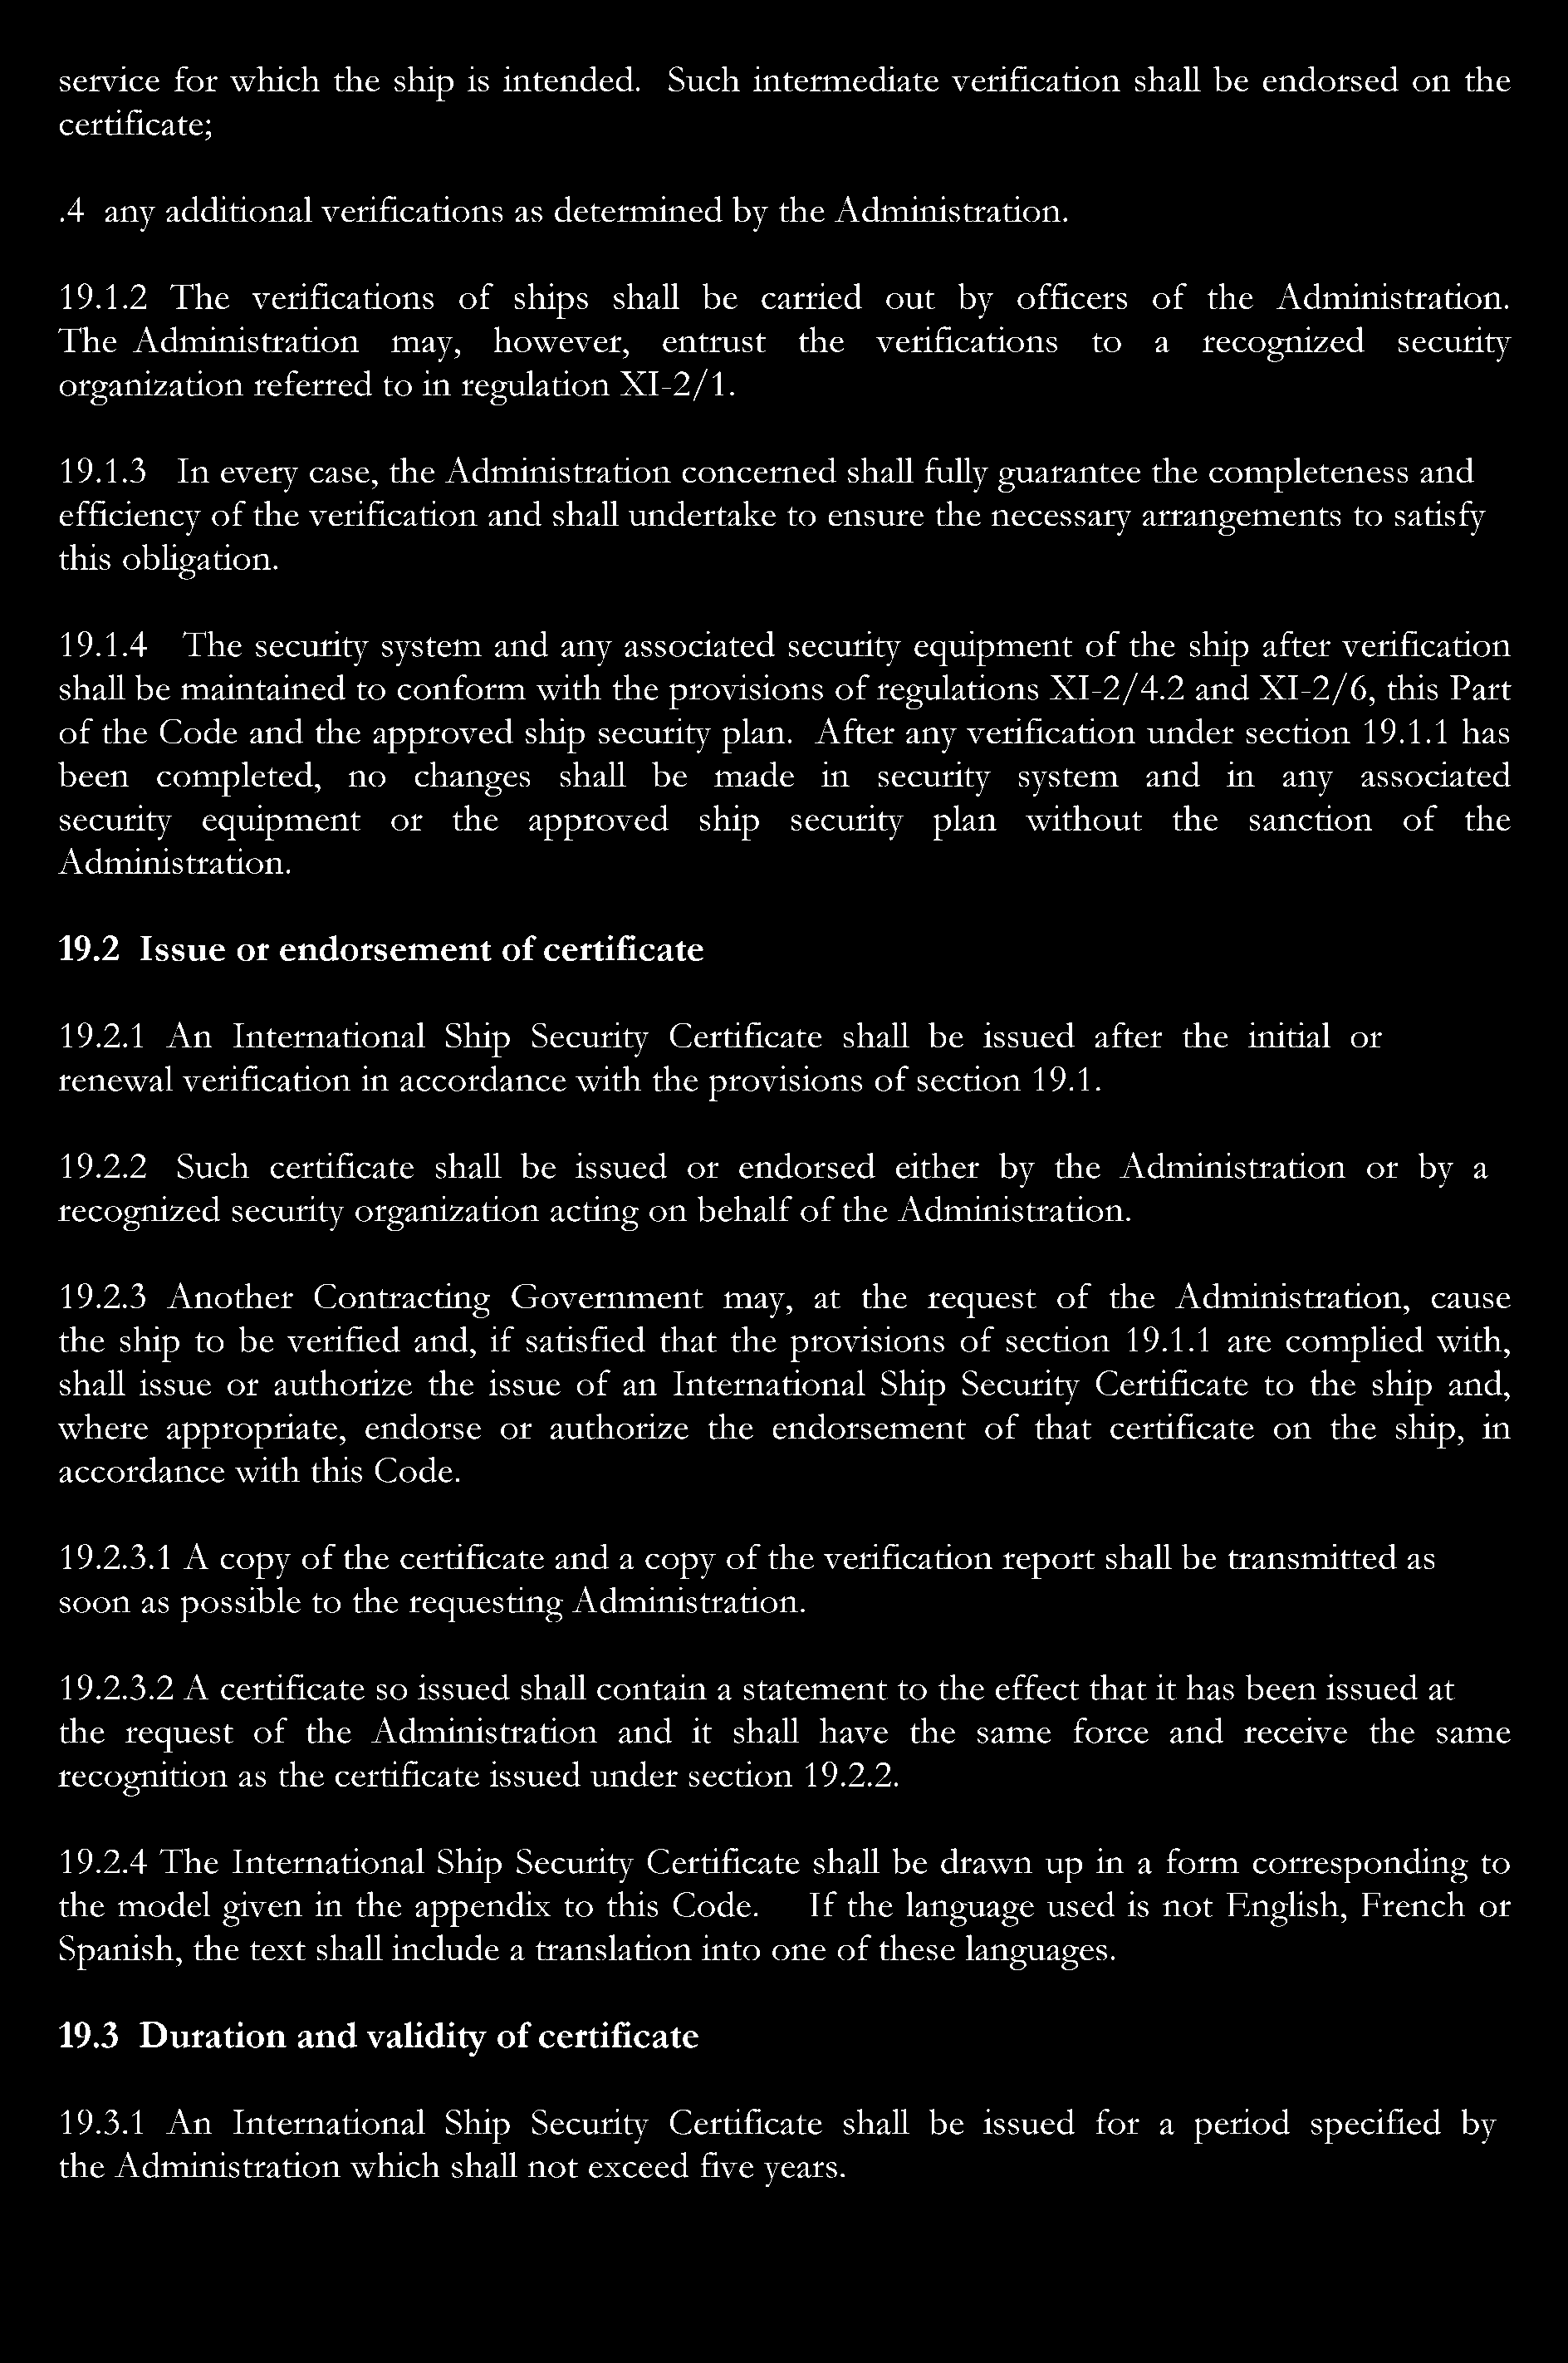 service for which the ship is intended. Such intermediate verification shall be endorsed on the
certificate;
.4 any additional verifications as determined by the Administration.
19.1.2 The verifications of ships shall be carried out by officers of the Administration.
The Administration may, however, entrust the verifications to a recognized security
organization referred to in regulation XI-2/1.
19.1.3 In every case, the Administration concerned shall fully guarantee the completeness and
efficiency of the verification and shall undertake to ensure the necessary arrangements to satisfy
this obligation.
19.1.4 The security system and any associated security equipment of the ship after verification
shall be maintained to conform with the provisions of regulations XI-2/4.2 and XI-2/6, this Part
of the Code and the approved ship security plan. After any verification under section 19.1.1 has
been completed, no changes shall be made in security system and in any associated
security equipment or the approved ship security plan without the sanction of the
Administration.
19.2 Issue or endorsement of certificate
19.2.1 An International Ship Security Certificate shall be issued after the initial or
renewal verification in accordance with the provisions of section 19.1.
19.2.2 Such certificate shall be issued or endorsed either by the Administration or by a
recognized security organization acting on behalf of the Administration.
19.2.3 Another Contracting Government may, at the request of the Administration, cause
the ship to be verified and, if satisfied that the provisions of section 19.1.1 are complied with,
shall issue or authorize the issue of an International Ship Security Certificate to the ship and,
where appropriate, endorse or authorize the endorsement of that certificate on the ship, in
accordance with this Code.
19.2.3.1 A copy of the certificate and a copy of the verification report shall be transmitted as
soon as possible to the requesting Administration.
19.2.3.2 A certificate so issued shall contain a statement to the effect that it has been issued at
the request of the Administration and it shall have the same force and receive the same
recognition as the certificate issued under section 19.2.2.
19.2.4 The International Ship Security Certificate shall be drawn up in a form corresponding to
the model given in the appendix to this Code. If the language used is not English, French or
Spanish, the text shall include a translation into one of these languages.
19.3 Duration and validity of certificate
19.3.1 An International Ship Security Certificate shall be issued for a period specified by
the Administration which shall not exceed five years.